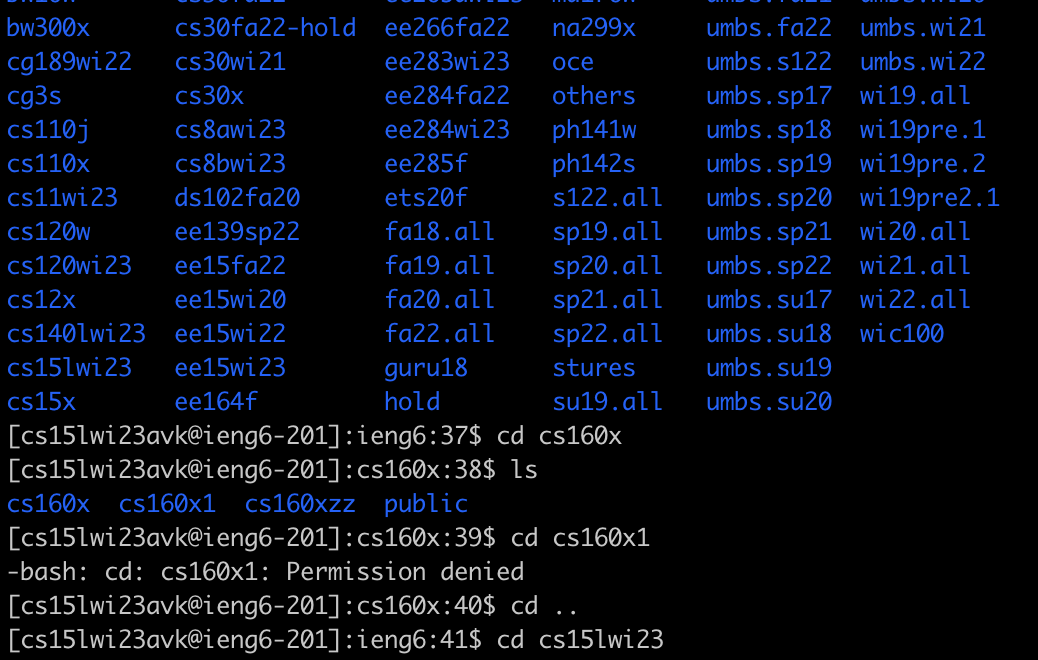 bw300x cs30fa22-hold ee266fa22 na299x umbs.fa22 umbs.wi21
cg189wi22 cs30wi21 ee283wi23 oce umbs.s122 umbs.wi22
cg3s cs30x ee284fa22 others umbs.sp17 wi19.all
cs110j cs8awi23 ee284wi23 ph141w umbs.sp18 wi19pre.1
cs110x cs8bwi23 ee285f ph142s umbs.sp19 wi19pre.2
cs11wi23 ds102fa20 ets20f s122.all umbs.sp20 wi19pre2.1
cs120w ee139sp22 fa18.all sp19.all umbs.sp21 wi20.all
cs120wi23 ee15fa22 fa19.all sp20.all umbs.sp22 wi21.all
cs12x ee15wi20 fa20.all sp21.all umbs.su17 wi22.all
cs140lwi23 ee15wi22 fa22.all sp22.all umbs.su18 wic100
cs15lwi23 ee15wi23 guru18 stures umbs.su19
cs15x ee164f hold su19.all umbs.su20
[cs15lwi23avk@ieng6-201]:ieng6:37$ cd cs160x
[cs15lwi23avk@ieng6-201]:cs160x:38$ ls
cs160x cs160x1 cs160xzz public
[cs15lwi23avk@ieng6-201]:cs160x:39$ cd cs160x1
-bash: cd: cs160x1: Permission denied
[cs15lwi23avk@ieng6-201]:cs160x:40$ cd ..
[cs15lwi23avk@ieng6-201]:ieng6:41$ cd cs15lwi23